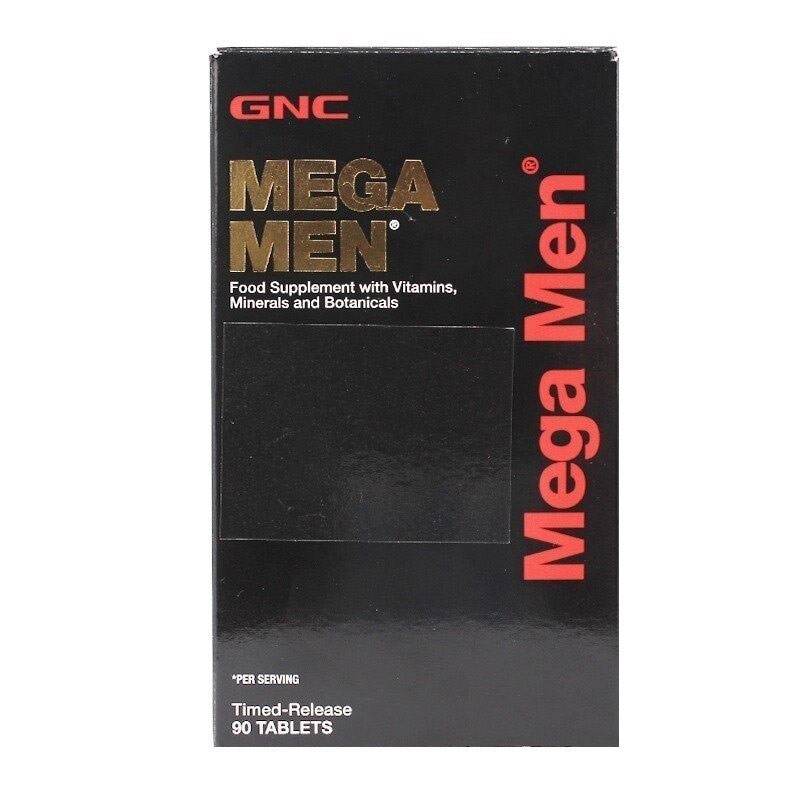 GNC
MEGA
MEN®
Food Supplement with Vitamins,
Minerals and Botanicals
Mega Men®
*PER SERVING
Timed-Release
90 TABLETS